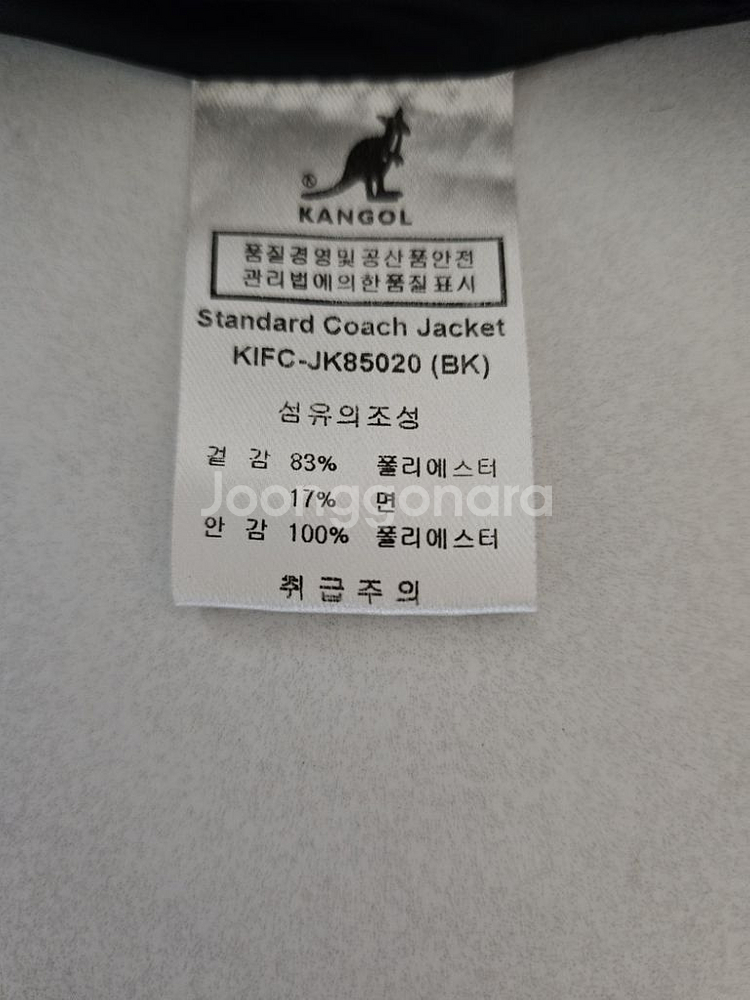 ®
KANGOL
품질경영및공산품안전
관리법에의한품질표시
Standard Coach Jacket
KIFC-JK85020 (BK)
섬유의조성
겉 감 83% 폴리에스터
17% 면
Joonggonara
안 감 100% 폴리에스터
취급주의